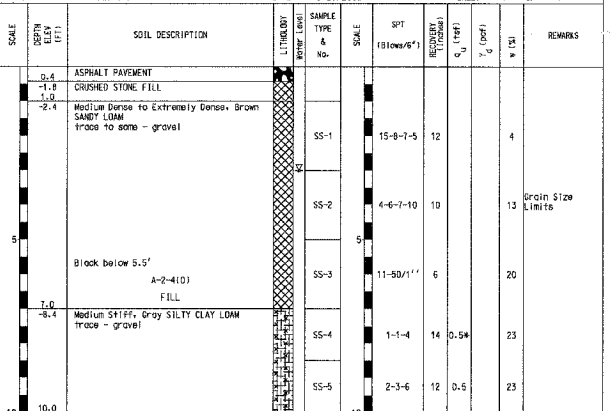 SCALE DEPTH ELEV (FT) SOIL DESCRIPTION LITHOLOGY Water Level SAMPLE TYPE & No. SCALE SPT (Blows/6") RECOVERY (Inches) qu (tsf) Yd (pcf) w (%) REMARKS
ASPHALT PAVEMENT
0.4
-1.8 CRUSHED STONE FILL
1.0
-2.4 Medium Dense to Extremely Dense, Brown
SANDY LOAM
trace to some - gravel
SS-1 15-8-7-5 12 4
SS-2 4-6-7-10 10 13 Grain Size
Limits
5 5
Black below 5.5'
A-2-4(0)
SS-3 11-50/1'' 6 20
FILL
7.0
-8.4 Medium Stiff, Gray SILTY CLAY LOAM
trace - gravel
SS-4 1-1-4 14 0.5* 23
SS-5 2-3-6 12 0.5 23
10.0